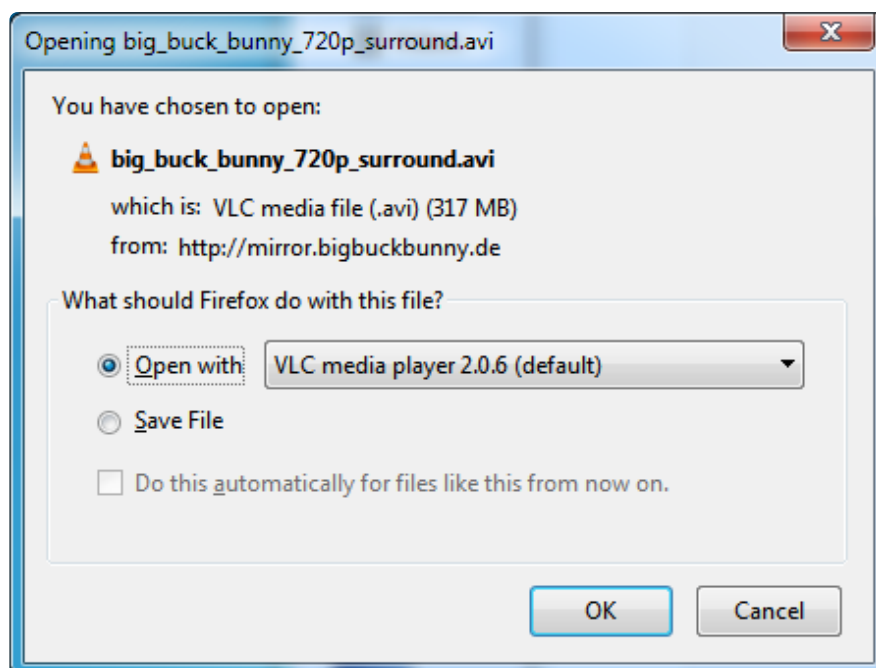 Opening big_buck_bunny_720p_surround.avi
You have chosen to open:
big_buck_bunny_720p_surround.avi
which is: VLC media file (.avi) (317 MB)
from: http://mirror.bigbuckbunny.de
What should Firefox do with this file?
Open with VLC media player 2.0.6 (default)
Save File
Do this automatically for files like this from now on.
OK Cancel